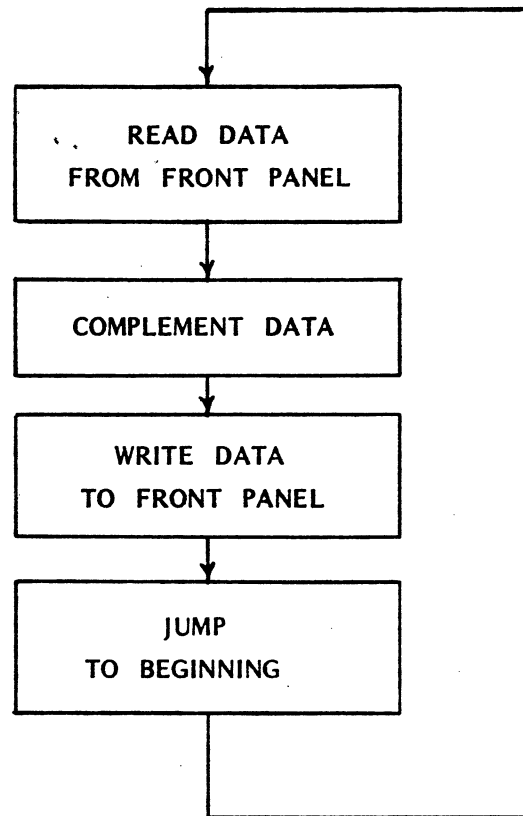 READ DATA
FROM FRONT PANEL
COMPLEMENT DATA
WRITE DATA
TO FRONT PANEL
JUMP
TO BEGINNING